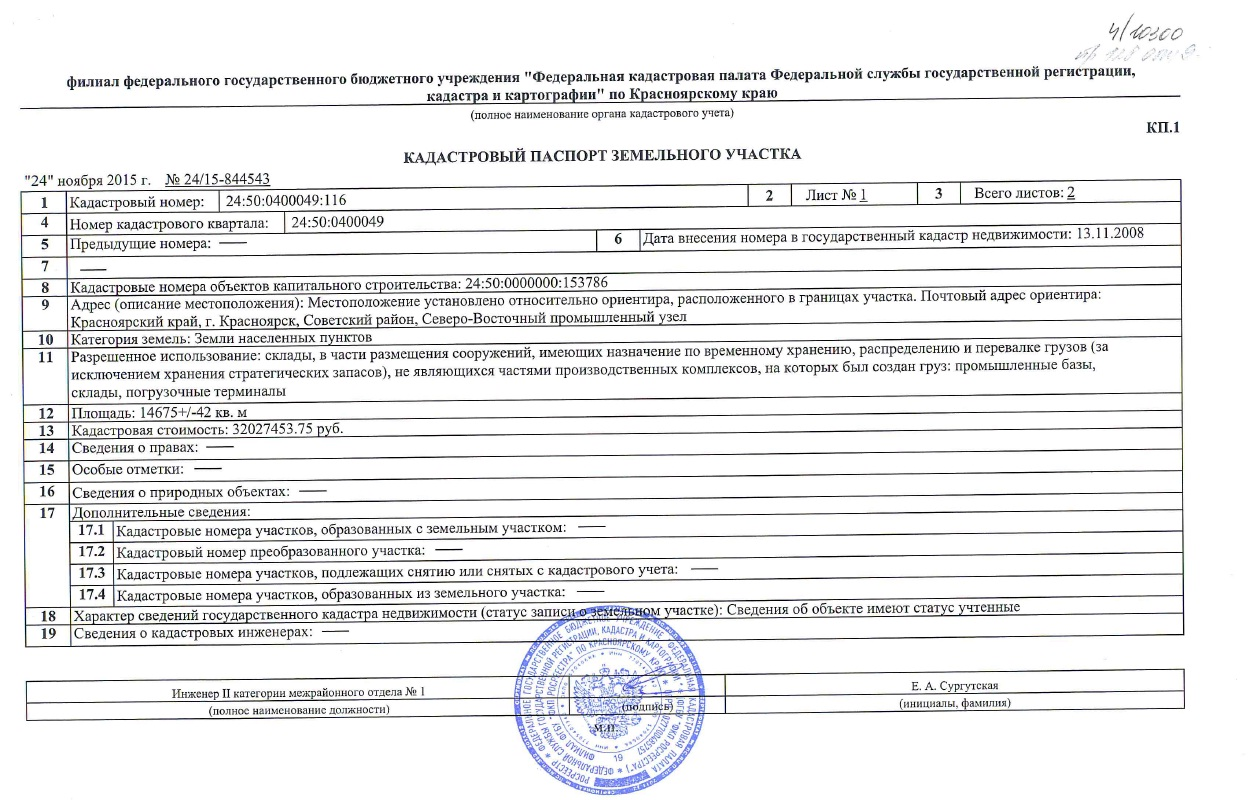 4/10300
филиал федерального государственного бюджетного учреждения "Федеральная кадастровая палата Федеральной службы государственной регистрации,
кадастра и картографии" по Красноярскому краю
(полное наименование органа кадастрового учета)
КП.1
КАДАСТРОВЫЙ ПАСПОРТ ЗЕМЕЛЬНОГО УЧАСТКА
"24" ноября 2015 г. № 24/15-844543
1 Кадастровый номер: 24:50:0400049:116 2 Лист № 1 3 Всего листов: 2
4 Номер кадастрового квартала: 24:50:0400049
5 Предыдущие номера: —— 6 Дата внесения номера в государственный кадастр недвижимости: 13.11.2008
7 ——
8 Кадастровые номера объектов капитального строительства: 24:50:0000000:153786
9 Адрес (описание местоположения): Местоположение установлено относительно ориентира, расположенного в границах участка. Почтовый адрес ориентира:
Красноярский край, г. Красноярск, Советский район, Северо-Восточный промышленный узел
10 Категория земель: Земли населенных пунктов
11 Разрешенное использование: склады, в части размещения сооружений, имеющих назначение по временному хранению, распределению и перевалке грузов (за
исключением хранения стратегических запасов), не являющихся частями производственных комплексов, на которых был создан груз: промышленные базы,
склады, погрузочные терминалы
12 Площадь: 14675+/-42 кв. м
13 Кадастровая стоимость: 32027453.75 руб.
14 Сведения о правах: ——
15 Особые отметки: ——
16 Сведения о природных объектах: ——
17 Дополнительные сведения:
17.1 Кадастровые номера участков, образованных с земельным участком: ——
17.2 Кадастровый номер преобразованного участка: ——
17.3 Кадастровые номера участков, подлежащих снятию или снятых с кадастрового учета: ——
17.4 Кадастровые номера участков, образованных из земельного участка: ——
18 Характер сведений государственного кадастра недвижимости (статус записи о земельном участке): Сведения об объекте имеют статус учтенные
19 Сведения о кадастровых инженерах: ——
Инженер II категории межрайонного отдела № 1 Е. А. Сургутская
(полное наименование должности) (подпись) (инициалы, фамилия)
М.П.
19